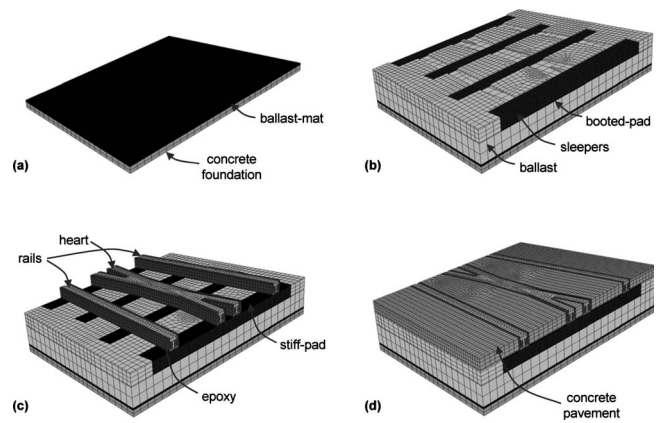 ballast-mat
concrete
foundation
(a)
booted-pad
sleepers
ballast
(b)
heart
rails
stiff-pad
epoxy
(c)
concrete
pavement
(d)